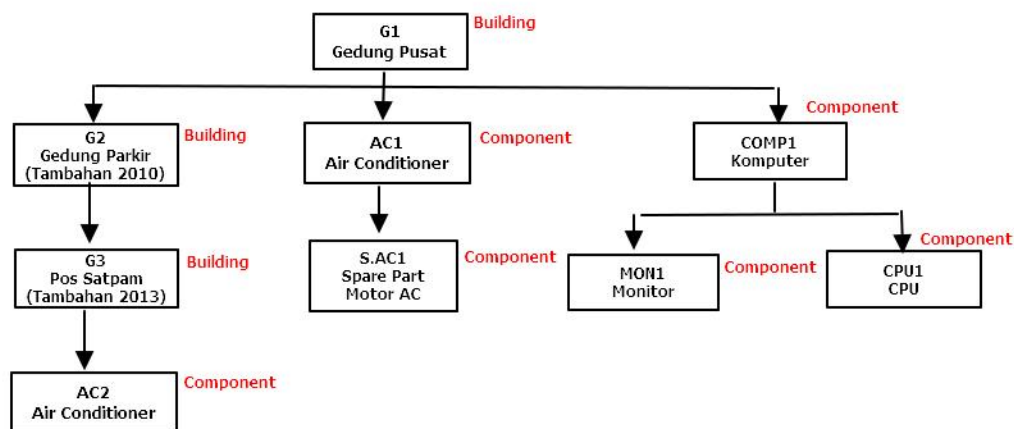 G1
Gedung Pusat
Building
G2
Gedung Parkir
(Tambahan 2010)
Building
AC1
Air Conditioner
Component
COMP1
Komputer
Component
G3
Pos Satpam
(Tambahan 2013)
Building
S.AC1
Spare Part
Motor AC
Component
MON1
Monitor
Component
CPU1
CPU
Component
AC2
Air Conditioner
Component